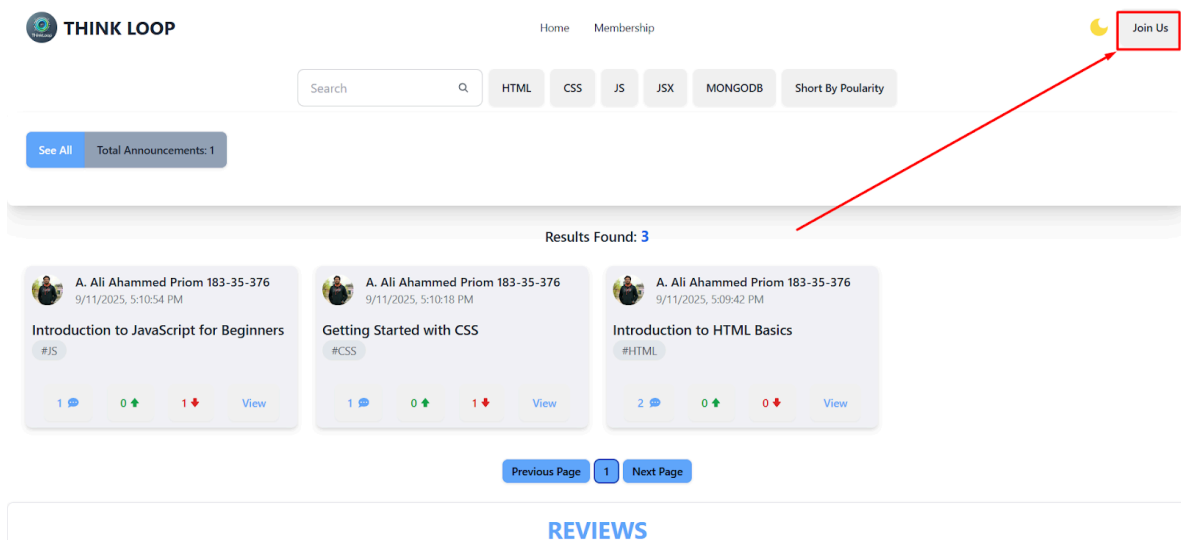 THINK LOOP
Home Membership
Join Us
Search HTML CSS JS JSX MONGODB Short By Poularity
See All Total Announcements: 1
Results Found: 3
A. Ali Ahammed Priom 183-35-376
9/11/2025, 5:10:54 PM
Introduction to JavaScript for Beginners
#JS
1 0 1 View
A. Ali Ahammed Priom 183-35-376
9/11/2025, 5:10:18 PM
Getting Started with CSS
#CSS
1 0 1 View
A. Ali Ahammed Priom 183-35-376
9/11/2025, 5:09:42 PM
Introduction to HTML Basics
#HTML
2 0 0 View
Previous Page 1 Next Page
REVIEWS